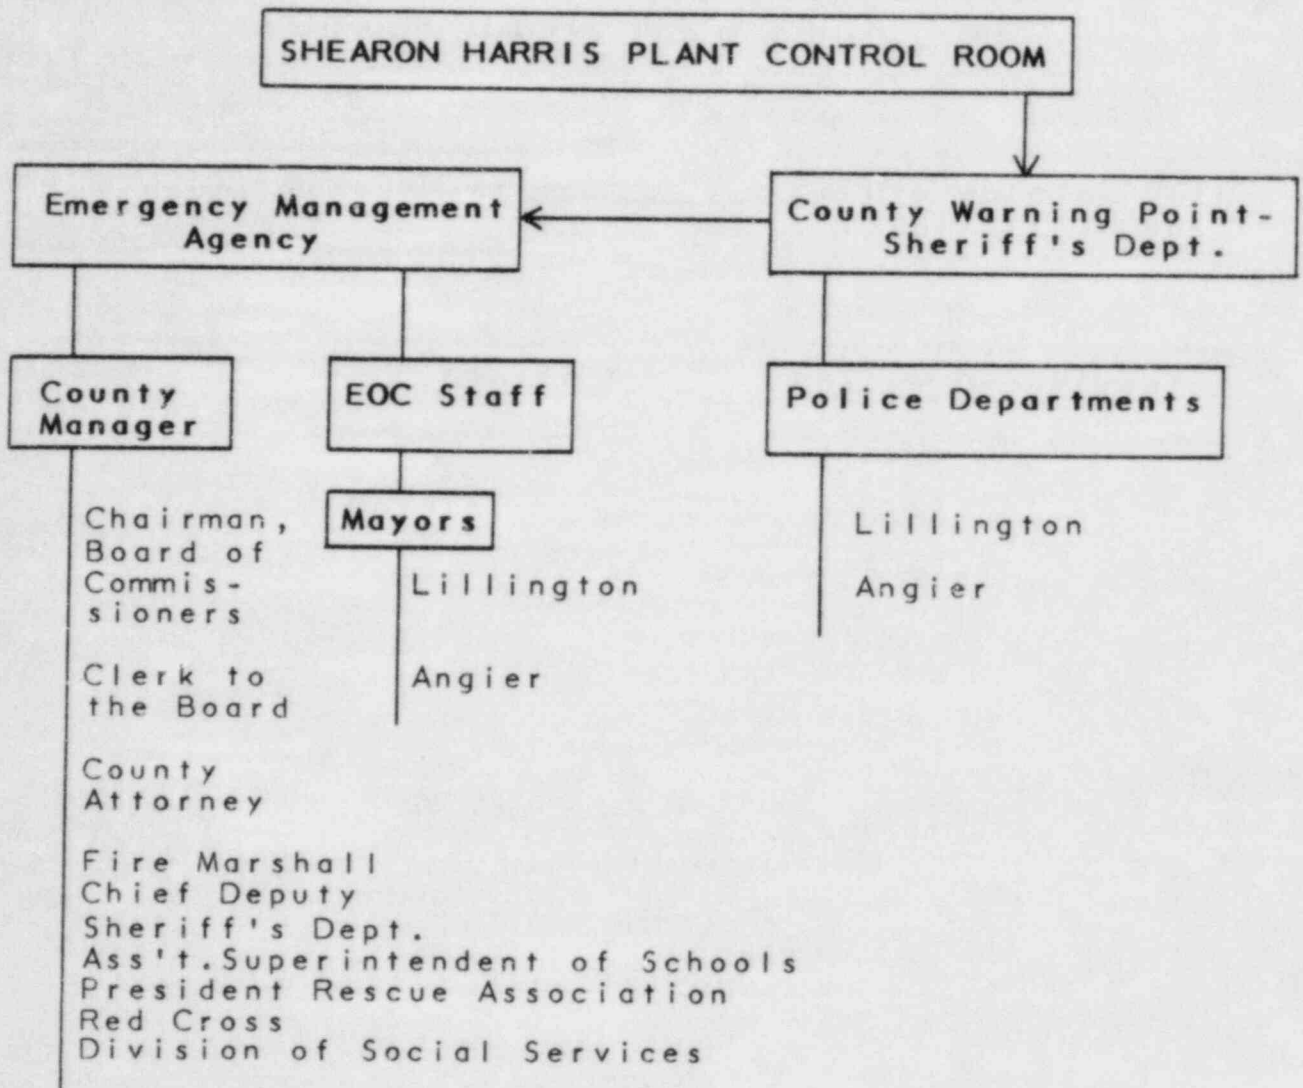 SHEARON HARRIS PLANT CONTROL ROOM
Emergency Management
Agency
County Warning Point-
Sheriff's Dept.
County
Manager
EOC Staff
Police Departments
Chairman,
Board of
Commis-
sioners
Clerk to
the Board
County
Attorney
Fire Marshall
Chief Deputy
Sheriff's Dept.
Ass't.Superintendent of Schools
President Rescue Association
Red Cross
Division of Social Services
Mayors
Lillington
Angier
Lillington
Angier